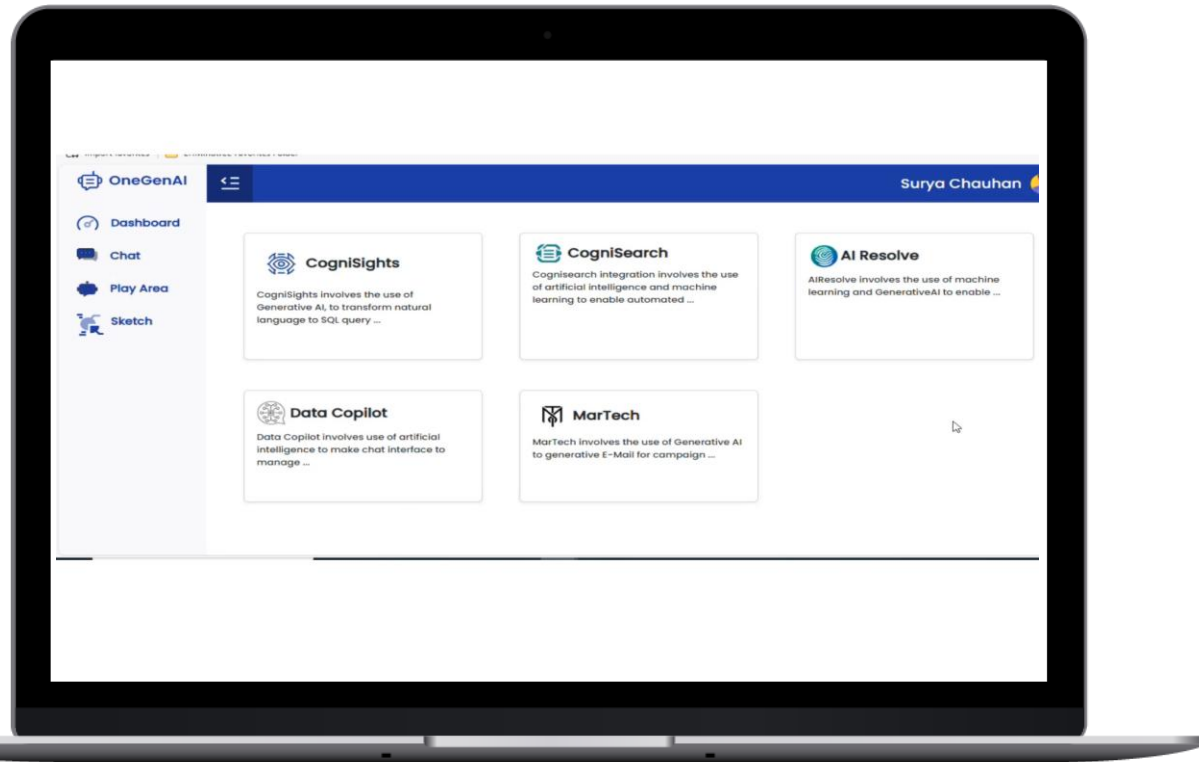 OneGenAI
Surya Chauhan
Dashboard
Chat
Play Area
Sketch
CogniSights
CogniSights involves the use of
Generative AI, to transform natural
language to SQL query ...
CogniSearch
Cognisearch integration involves the use
of artificial intelligence and machine
learning to enable automated ...
AI Resolve
AIResolve involves the use of machine
learning and GenerativeAI to enable ...
Data Copilot
Data Copilot involves use of artificial
intelligence to make chat interface to
manage ...
MarTech
MarTech involves the use of Generative AI
to generative E-Mail for campaign ...